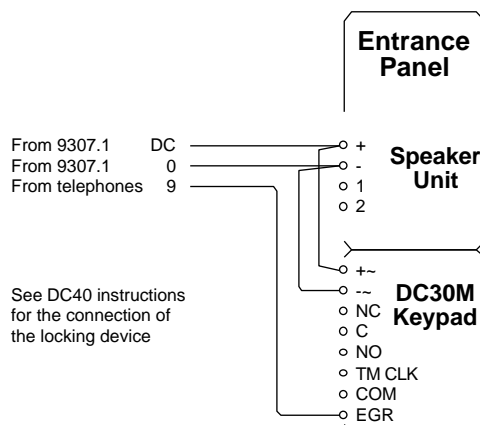 Entrance
Panel
From 9307.1 DC
From 9307.1 0
From telephones 9
+
-
1
2
Speaker
Unit
+~
-~
NC
C
NO
TM CLK
COM
EGR
DC30M
Keypad
See DC40 instructions
for the connection of
the locking device